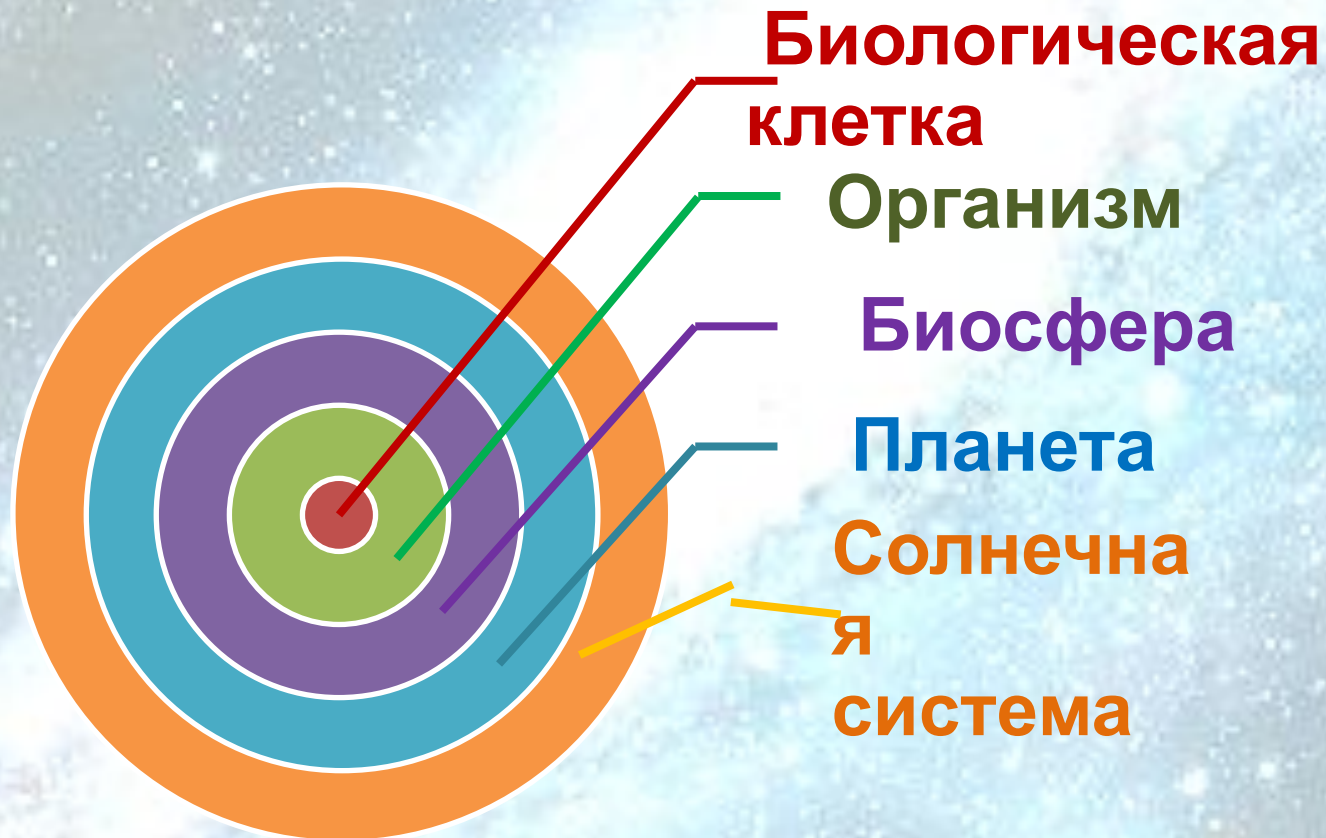 Биологическая
клетка
Организм
Биосфера
Планета
Солнечна
я
система